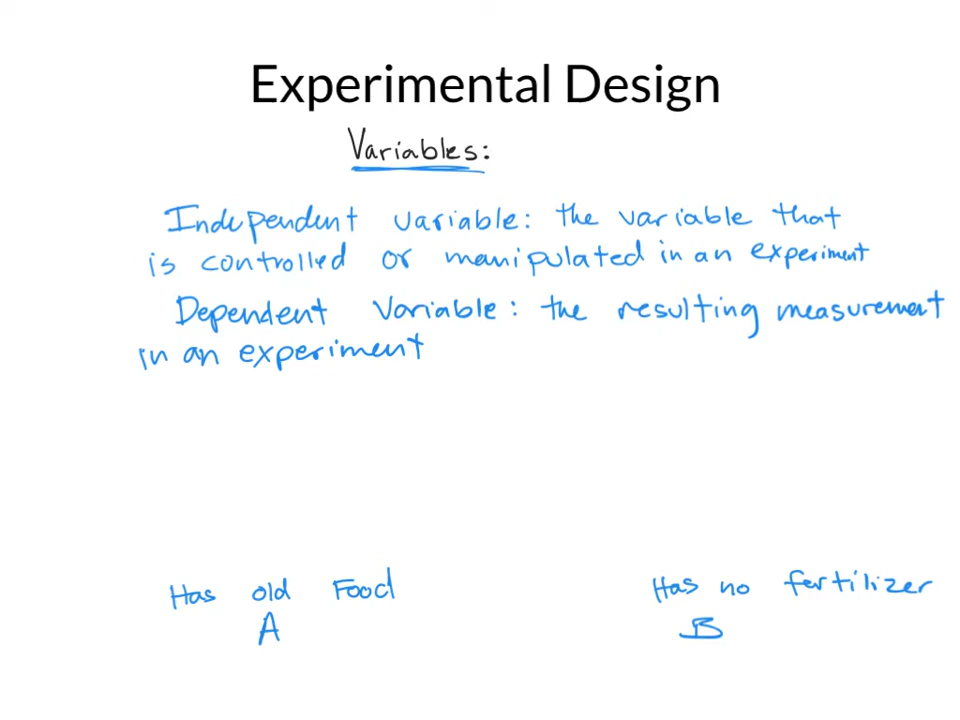 Experimental Design
Variables:
Independent variable: the variable that
is controlled or manipulated in an experiment
Dependent Variable: the resulting measurement
in an experiment
Has old Food
A
Has no fertilizer
B